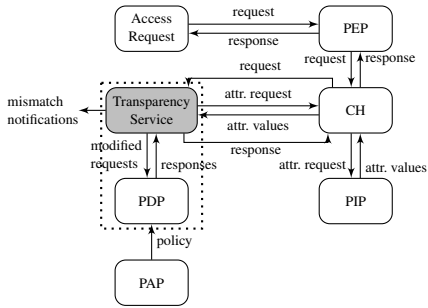 Access
Request
request
response
PEP
request
response
request
mismatch
notifications
Transparency
Service
attr. request
attr. values
CH
modified
requests
responses
response
attr. request
attr. values
PDP
PIP
policy
PAP